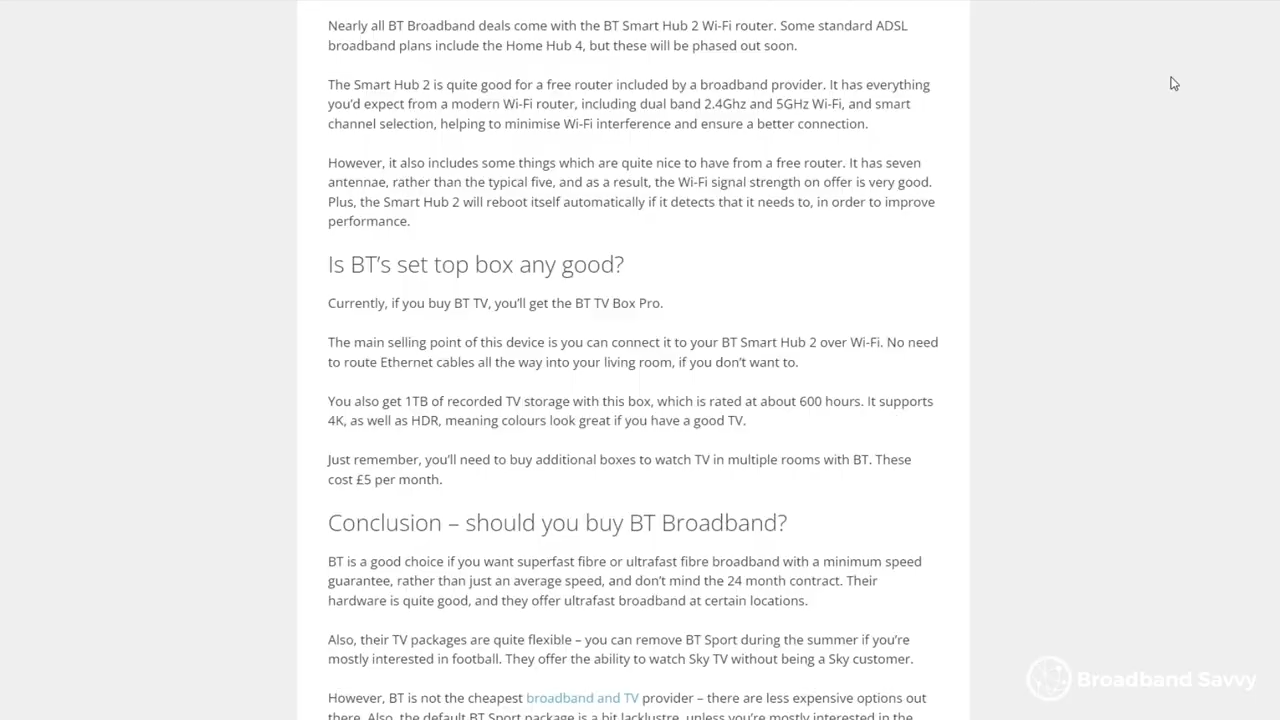 Nearly all BT Broadband deals come with the BT Smart Hub 2 Wi-Fi router. Some standard ADSL
broadband plans include the Home Hub 4, but these will be phased out soon.
The Smart Hub 2 is quite good for a free router included by a broadband provider. It has everything
you’d expect from a modern Wi-Fi router, including dual band 2.4Ghz and 5GHz Wi-Fi, and smart
channel selection, helping to minimise Wi-Fi interference and ensure a better connection.
However, it also includes some things which are quite nice to have from a free router. It has seven
antennae, rather than the typical five, and as a result, the Wi-Fi signal strength on offer is very good.
Plus, the Smart Hub 2 will reboot itself automatically if it detects that it needs to, in order to improve
performance.
Is BT’s set top box any good?
Currently, if you buy BT TV, you’ll get the BT TV Box Pro.
The main selling point of this device is you can connect it to your BT Smart Hub 2 over Wi-Fi. No need
to route Ethernet cables all the way into your living room, if you don’t want to.
You also get 1TB of recorded TV storage with this box, which is rated at about 600 hours. It supports
4K, as well as HDR, meaning colours look great if you have a good TV.
Just remember, you’ll need to buy additional boxes to watch TV in multiple rooms with BT. These
cost £5 per month.
Conclusion – should you buy BT Broadband?
BT is a good choice if you want superfast fibre or ultrafast fibre broadband with a minimum speed
guarantee, rather than just an average speed, and don’t mind the 24 month contract. Their
hardware is quite good, and they offer ultrafast broadband at certain locations.
Also, their TV packages are quite flexible – you can remove BT Sport during the summer if you’re
mostly interested in football. They offer the ability to watch Sky TV without being a Sky customer.
However, BT is not the cheapest broadband and TV provider – there are less expensive options out
there. Also, the default BT Sport package is a bit lacklustre, unless you’re mostly interested in the
Broadband Savvy